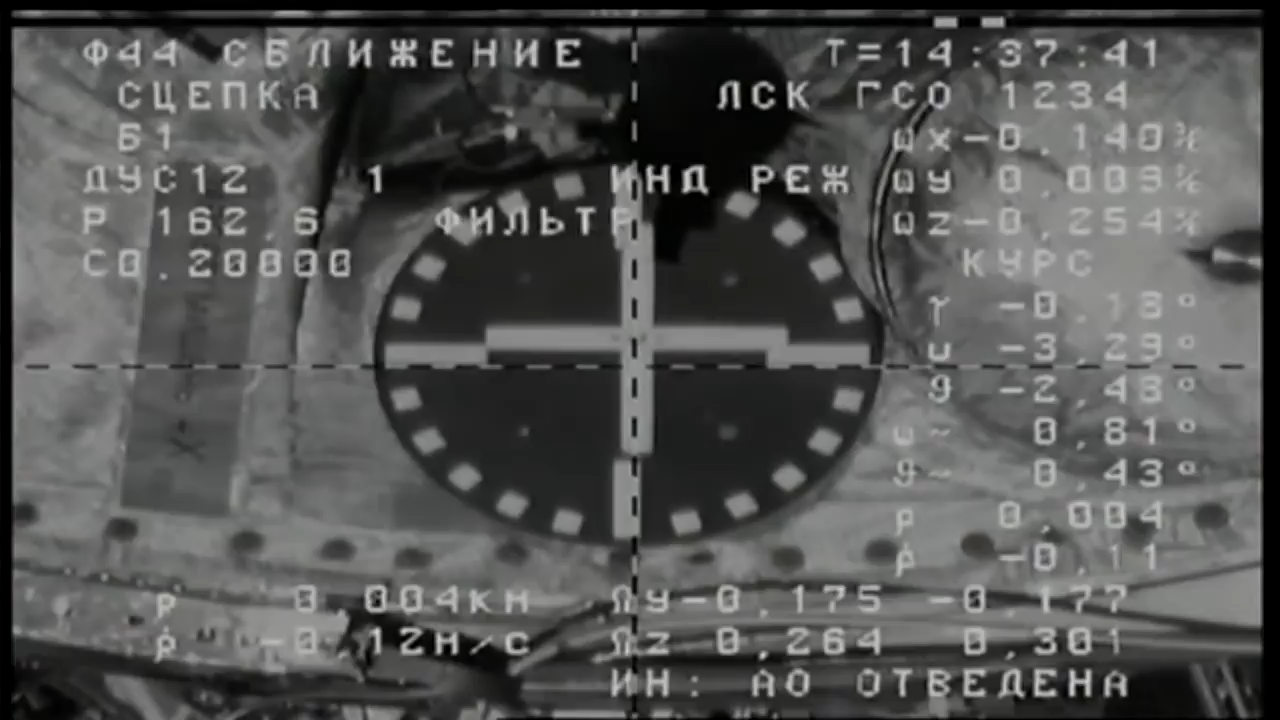 Ф44 СБЛИЖЕНИЕ T=14:37:41
СЦЕПКА ЛСК ГСО 1234
Б1 ωx-0,140%
ДУС12 1 ИНД РЕЖ ωy 0,009%
Р 162,6 ФИЛЬТР ωz-0,254%
С0.20800 КУРС
γ -0,18°
-3,29°
ϑ -2,48°
0,81°
ϑ~ 0,43°
ρ 0,004
ρ̇ -0,11
ρ 0,004КН Ωy-0,175 -0,177
ρ̇ -0,12Н/С Ωz 0,264 0,301
ИН: АО ОТВЕДЕНА